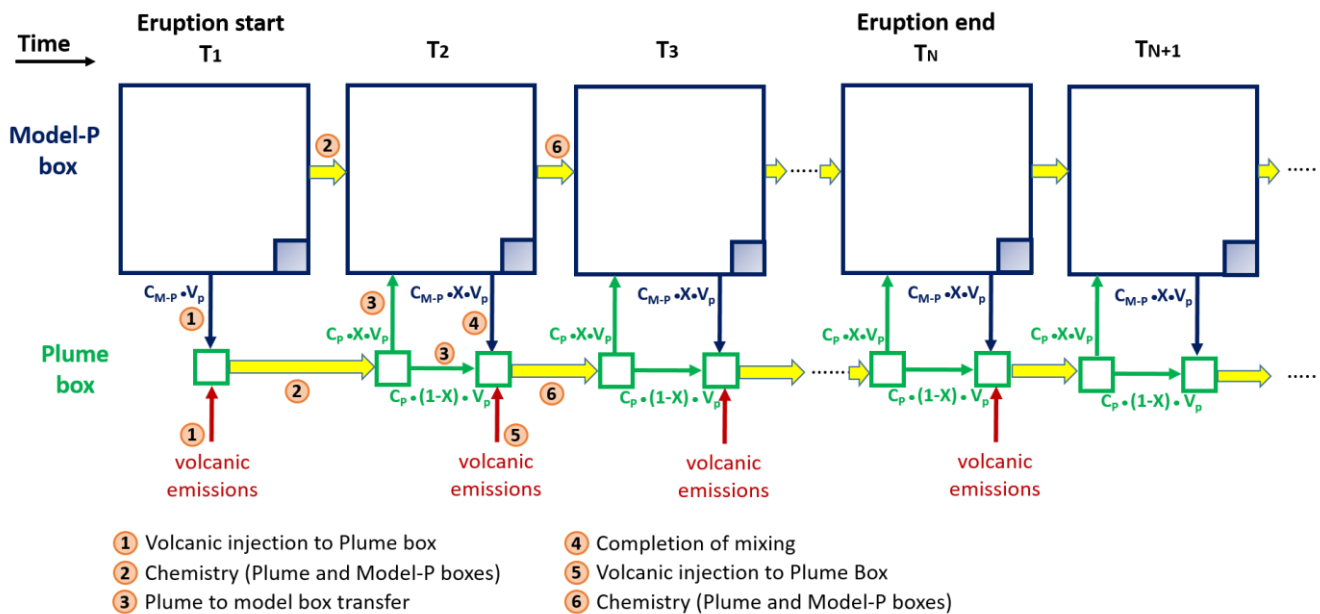 Eruption start
Eruption end
Time
T1
T2
T3
TN
TN+1
Model-P
box
2
6
......
.....
CM-P•Vp
CM-P•X•Vp
CM-P•X•Vp
CM-P•X•Vp
CM-P•X•Vp
1
3
4
CP•X•Vp
CP•X•Vp
CP•X•Vp
CP•X•Vp
Plume
box
3
......
.....
2
6
CP•(1-X)•Vp
CP•(1-X)•Vp
CP•(1-X)•Vp
CP•(1-X)•Vp
1
5
volcanic
emissions
volcanic
emissions
volcanic
emissions
volcanic
emissions
1 Volcanic injection to Plume box
2 Chemistry (Plume and Model-P boxes)
3 Plume to model box transfer
4 Completion of mixing
5 Volcanic injection to Plume Box
6 Chemistry (Plume and Model-P boxes)